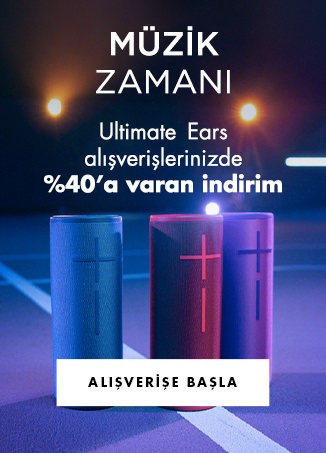 MÜZİK
ZAMANI
Ultimate Ears
alışverişlerinizde
%40'a varan indirim
ALIŞVERİŞE BAŞLA